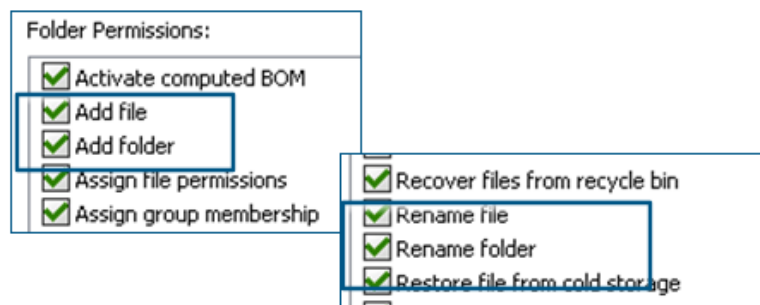 Folder Permissions:
Activate computed BOM
Add file
Add folder
Assign file permissions
Assign group membership
Recover files from recycle bin
Rename file
Rename folder
Restore file from cold storage